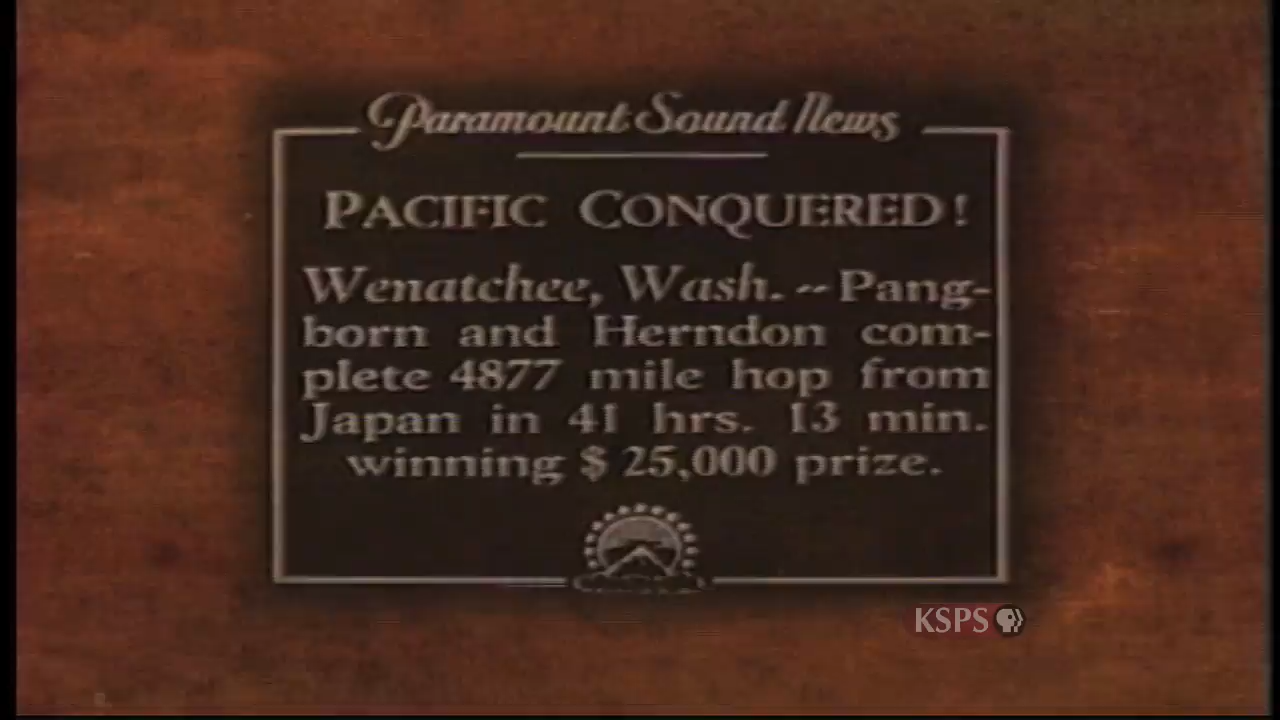 Paramount Sound News
PACIFIC CONQUERED!
Wenatchee, Wash. -- Pang-
born and Herndon com-
plete 4877 mile hop from
Japan in 41 hrs. 13 min.
winning $ 25,000 prize.
KSPS